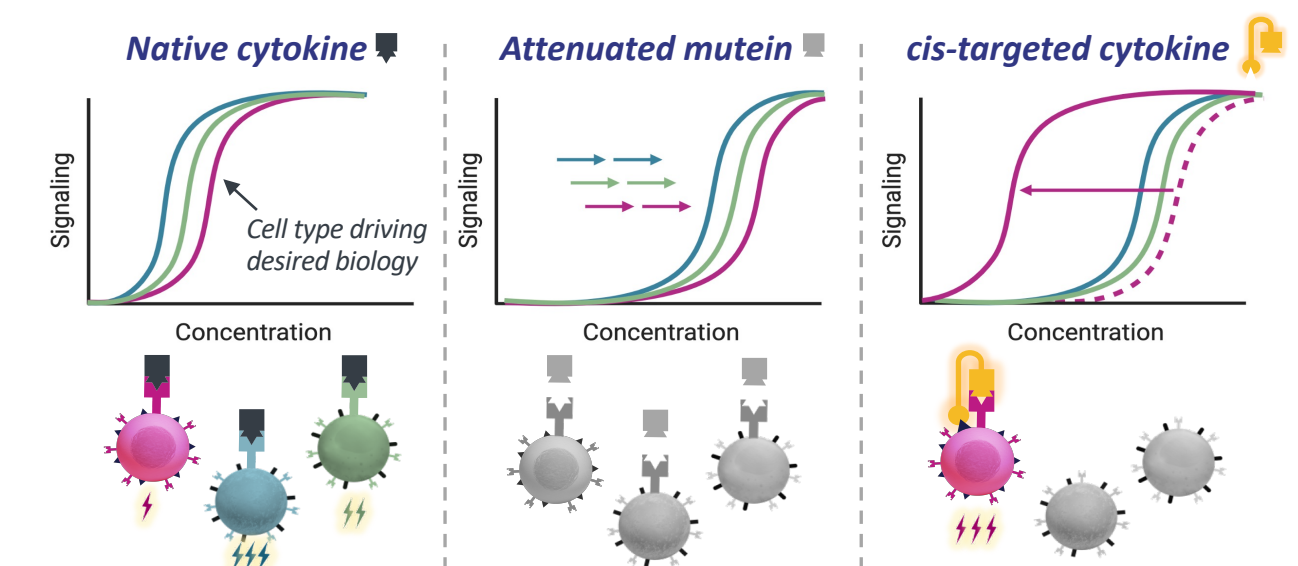 Native cytokine
Attenuated mutein
cis-targeted cytokine
Signaling
Cell type driving
desired biology
Concentration
Signaling
Concentration
Signaling
Concentration